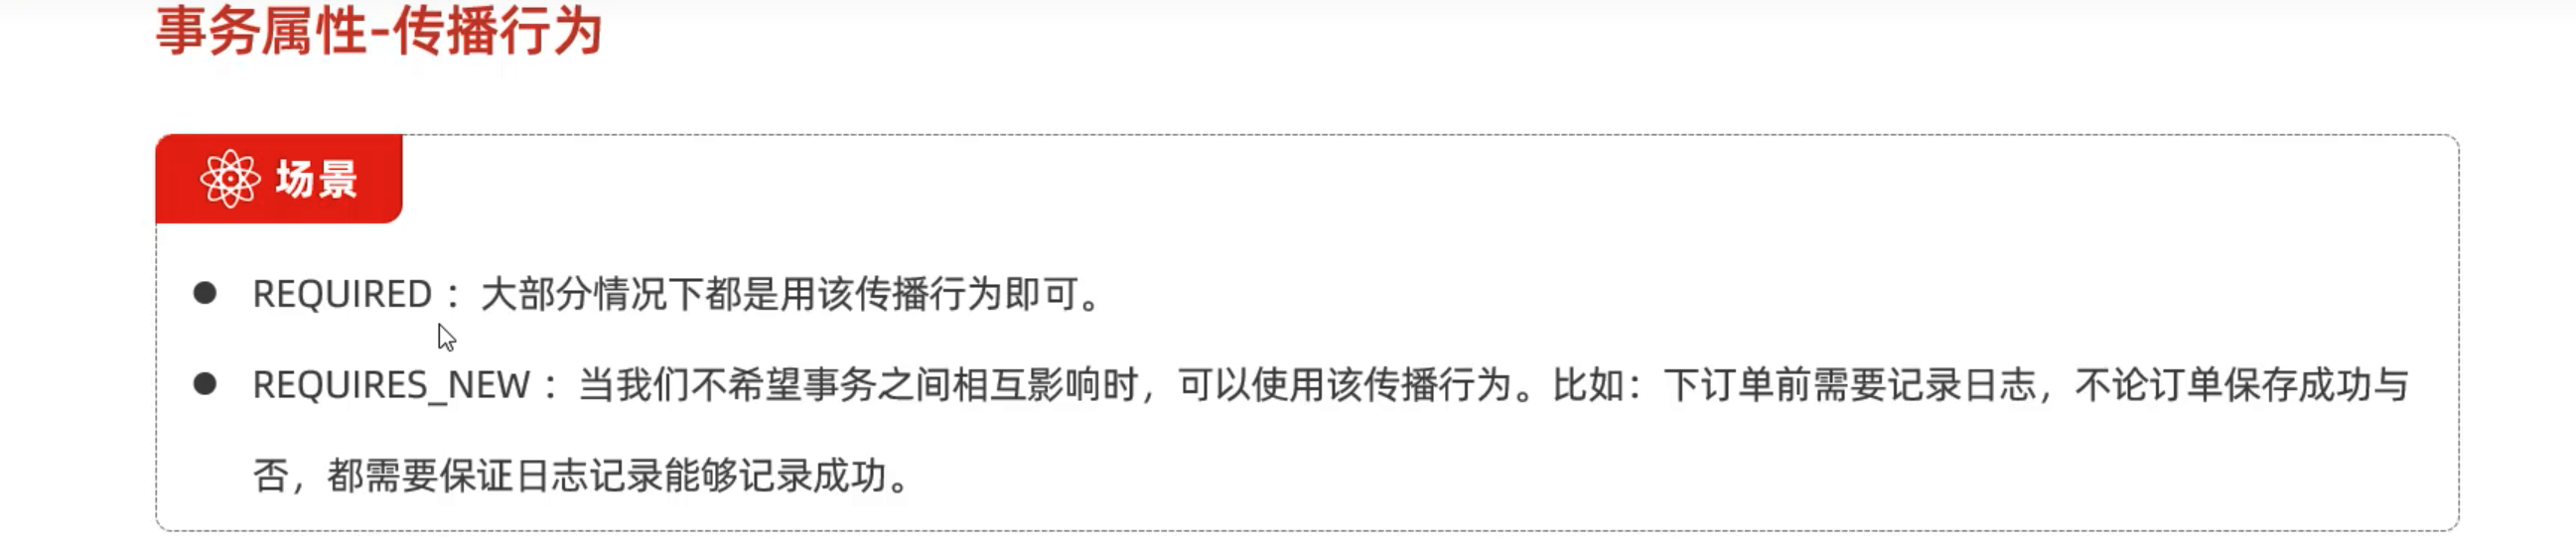 事务属性-传播行为
场景
REQUIRED ：大部分情况下都是用该传播行为即可。
REQUIRES_NEW ：当我们不希望事务之间相互影响时，可以使用该传播行为。比如：下订单前需要记录日志，不论订单保存成功与
否，都需要保证日志记录能够记录成功。